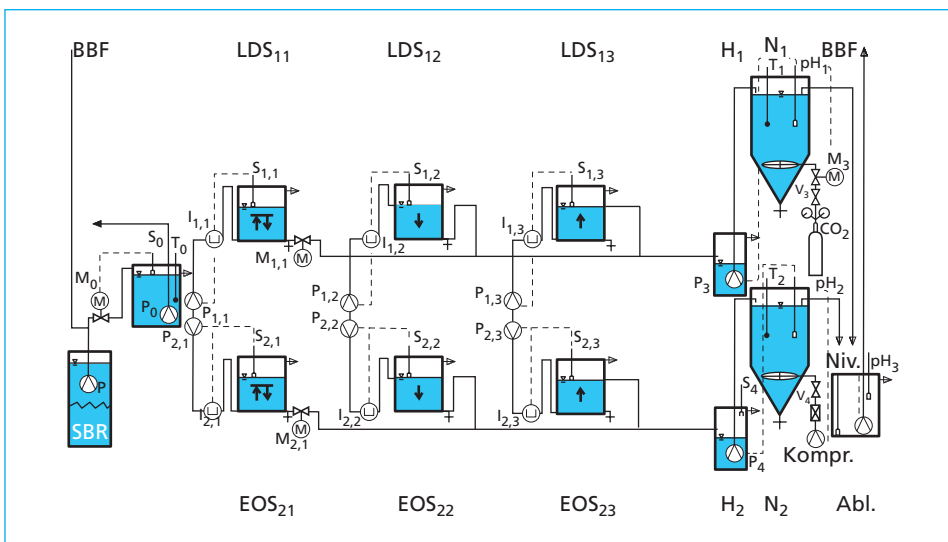 BBF LDS₁₁ LDS₁₂ LDS₁₃ H₁ N₁ BBF
T₁ pH₁
S₁,₁ S₁,₂ S₁,₃ M₃
M
I₁,₁ I₁,₂ I₁,₃ V₃
S₀ T₀ CO₂
M₁,₁ M
M₀ P₃
M T₂ pH₂
P₀ P₁,₁ P₁,₂ P₁,₃
P₂,₁ P₂,₂ P₂,₃
S₂,₁ S₂,₂ S₂,₃ Niv. pH₃
P S₄ V₄
I₂,₁ I₂,₂ I₂,₃
SBR M
M₂,₁ P₄ Kompr.
EOS₂₁ EOS₂₂ EOS₂₃ H₂ N₂ Abl.